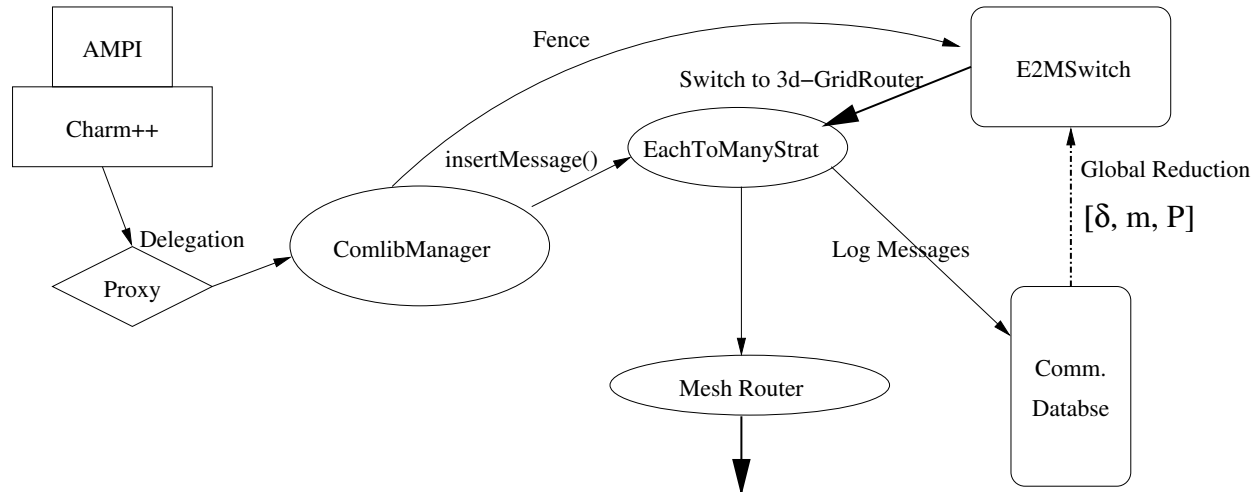 AMPI
Charm++
Delegation
Proxy
ComlibManager
Fence
insertMessage()
Switch to 3d−GridRouter
EachToManyStrat
E2MSwitch
Global Reduction
[δ, m, P]
Log Messages
Mesh Router
Comm.
Databse